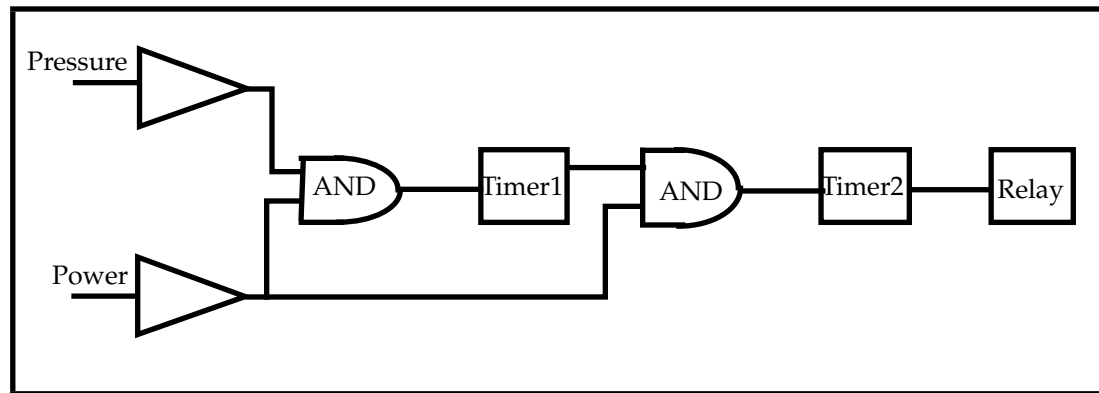 Pressure
AND
Timer1
AND
Timer2
Relay
Power